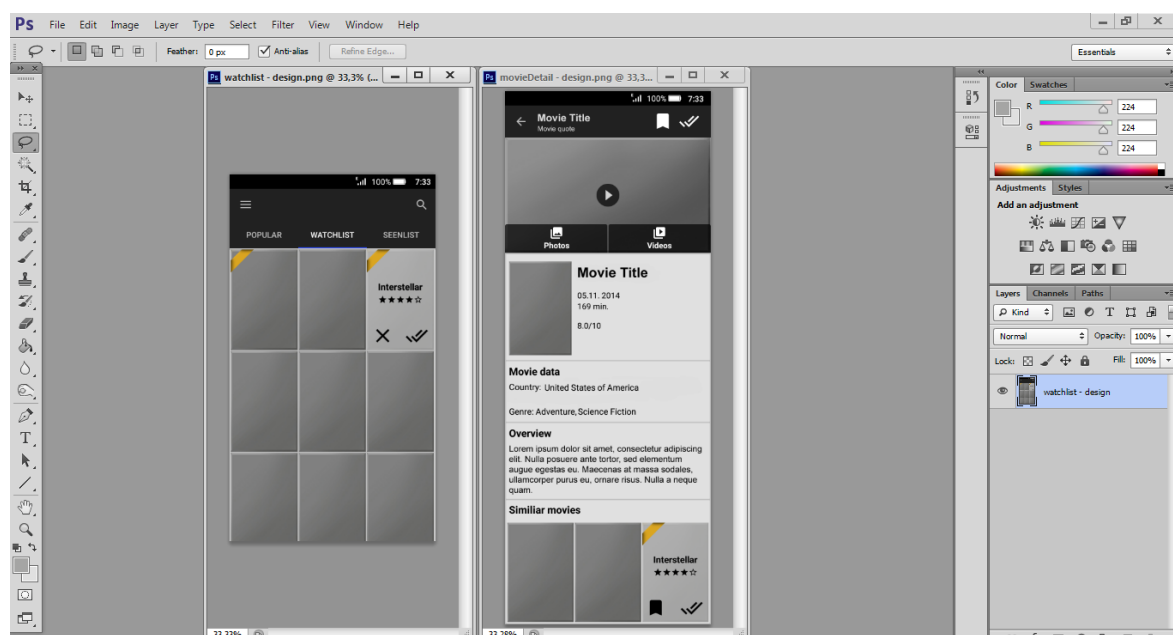 Ps File Edit Image Layer Type Select Filter View Window Help
Feather: 0 px Anti-alias Refine Edge... Essentials
Ps watchlist - design.png @ 33,3% (...
100% 7:33
POPULAR WATCHLIST SEENLIST
Interstellar
★★★★☆
33,33%
Ps movieDetail - design.png @ 33,3...
100% 7:33
Movie Title
Movie quote
Photos Videos
Movie Title
05.11. 2014
169 min.
8.0/10
Movie data
Country: United States of America
Genre: Adventure, Science Fiction
Overview
Lorem ipsum dolor sit amet, consectetur adipiscing
elit. Nulla posuere ante tortor, sed elementum
augue egestas eu. Maecenas at massa sodales,
ullamcorper purus eu, ornare risus. Nulla a neque
quam.
Similiar movies
Interstellar
★★★★☆
33,28%
Color Swatches
R 224
G 224
B 224
Adjustments Styles
Add an adjustment
Layers Channels Paths
Kind
Normal Opacity: 100%
Lock: Fill: 100%
watchlist - design